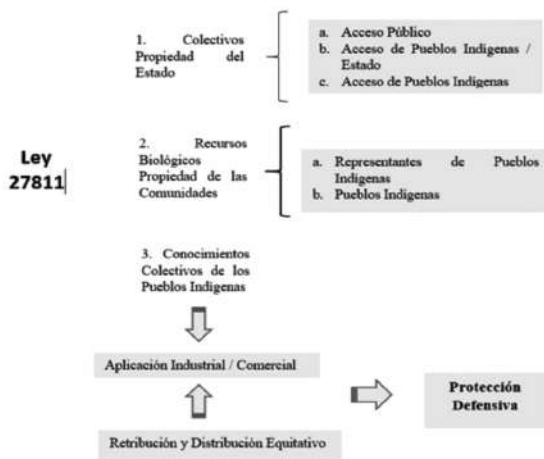 1. Colectivos
Propiedad del
Estado
a. Acceso Público
b. Acceso de Pueblos Indígenas /
Estado
c. Acceso de Pueblos Indígenas
Ley
27811
2. Recursos
Biológicos
Propiedad de las
Comunidades
a. Representantes de Pueblos
Indígenas
b. Pueblos Indígenas
3. Conocimientos
Colectivos de los
Pueblos Indígenas
Aplicación Industrial / Comercial
Protección
Defensiva
Retribución y Distribución Equitativo